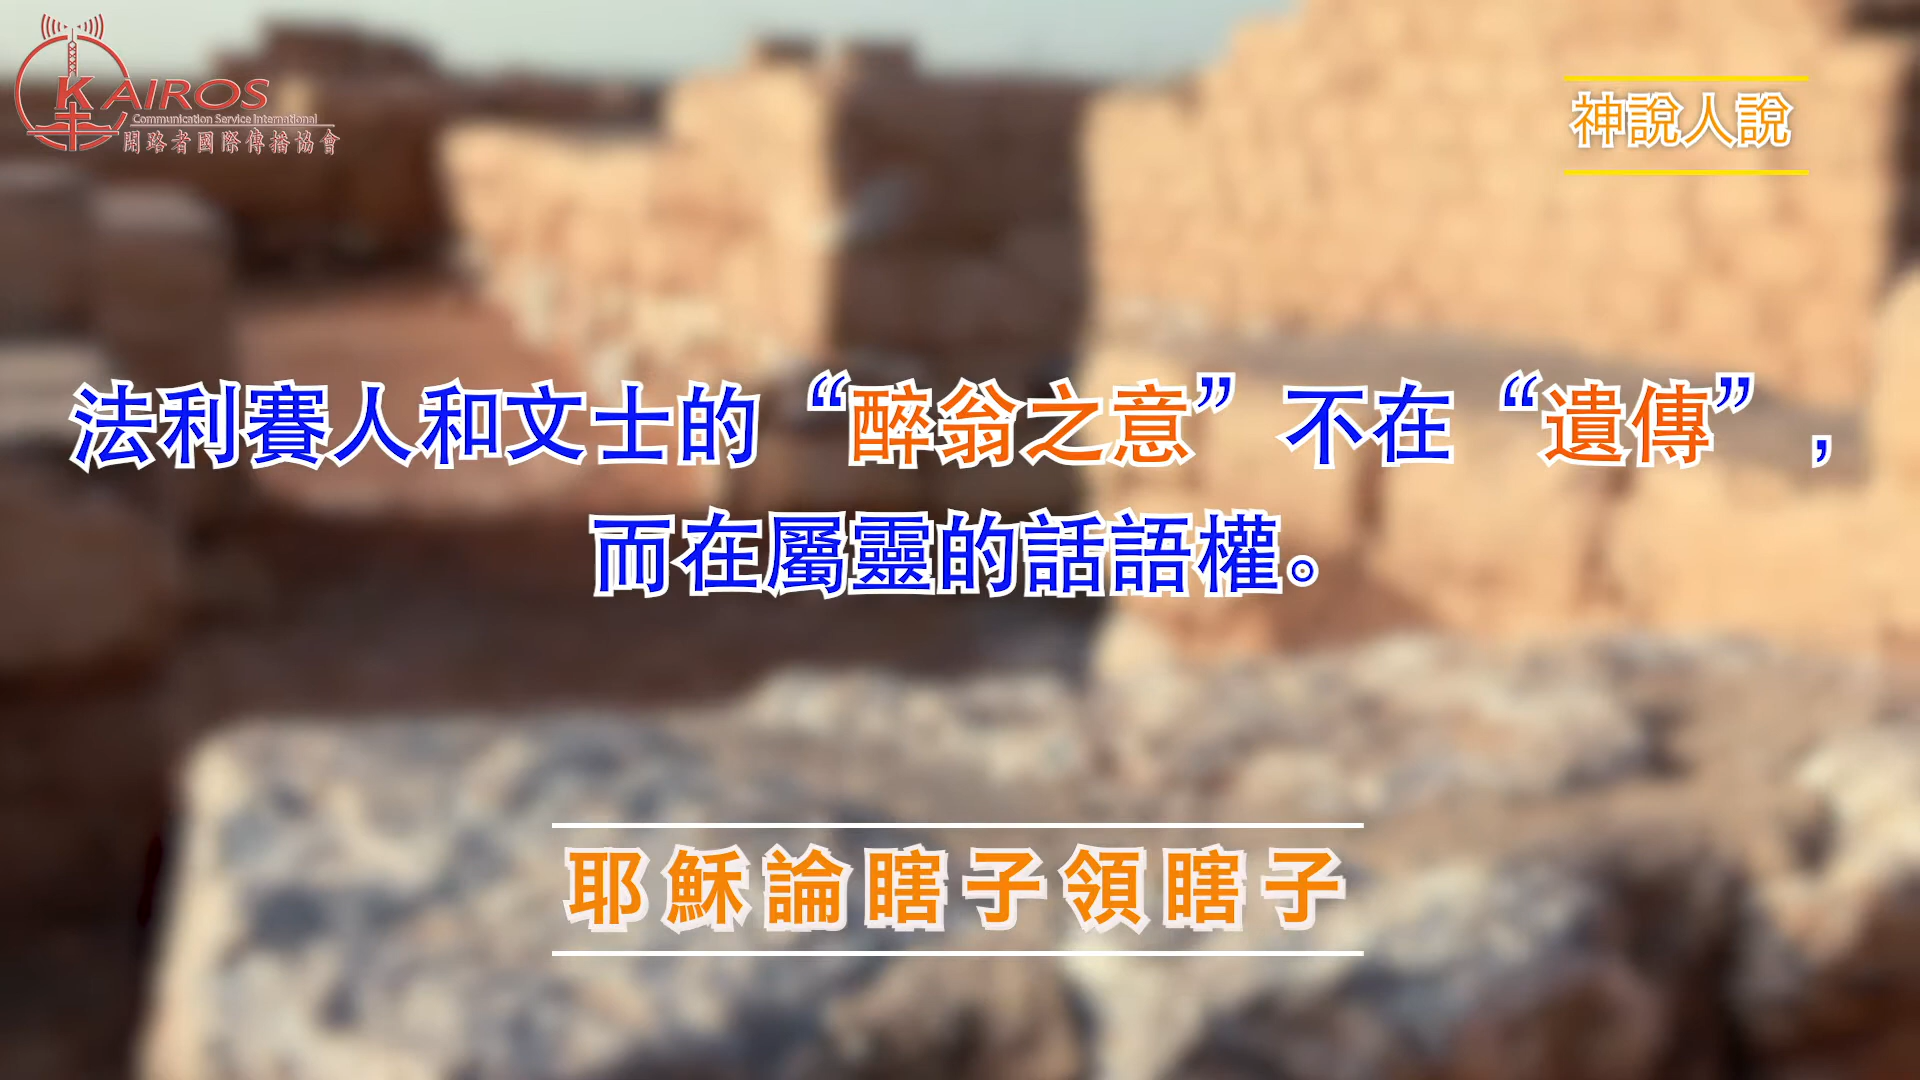 KAIROS
Communication Service International
開路者國際傳播協會
神說人說
法利賽人和文士的“醉翁之意”不在“遺傳”,
而在屬靈的話語權。
耶穌論瞎子領瞎子